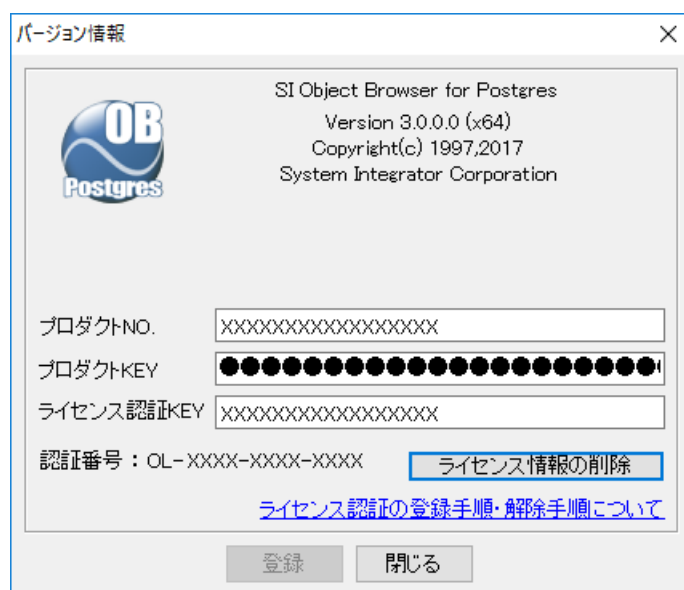 バージョン情報
OB
Postgres
SI Object Browser for Postgres
Version 3.0.0.0 (x64)
Copyright(c) 1997,2017
System Integrator Corporation
プロダクトNO. XXXXXXXXXXXXXXXXX
プロダクトKEY ●●●●●●●●●●●●●●●●●●●●●
ライセンス認証KEY XXXXXXXXXXXXXXXXX
認証番号：OL-XXXX-XXXX-XXXX ライセンス情報の削除
ライセンス認証の登録手順・解除手順について
登録 閉じる